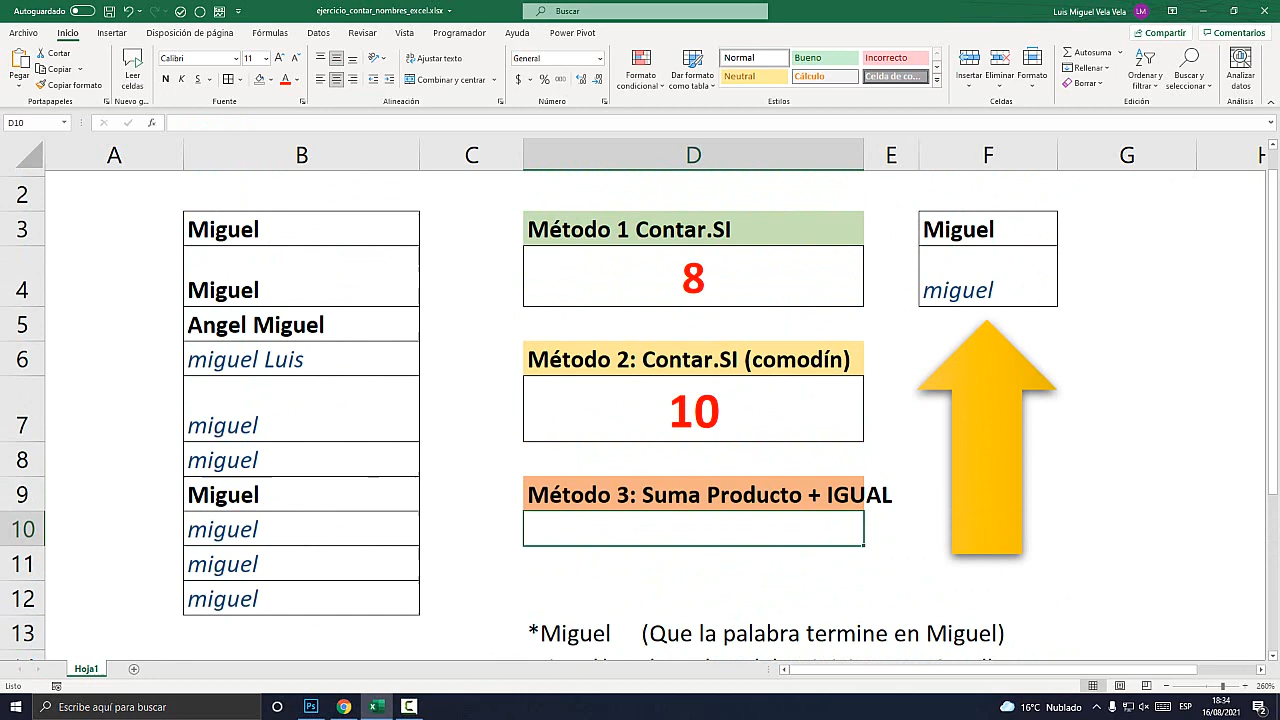 Autoguardado
ejercicio_contar_nombres_excel.xlsx
Buscar
Luis Miguel Vela Vela
LM
Archivo Inicio Insertar Disposición de página Fórmulas Datos Revisar Vista Programador Ayuda Power Pivot
Compartir Comentarios
Pegar
Cortar
Copiar
Copiar formato
Portapapeles
Leer celdas
Nuevo g...
Calibri 11
N K S
Fuente
Ajustar texto
Combinar y centrar
Alineación
General
Número
Formato condicional
Dar formato como tabla
Normal Bueno Incorrecto
Neutral Cálculo Celda de co...
Estilos
Insertar Eliminar Formato
Celdas
Autosuma
Rellenar
Borrar
Ordenar y filtrar
Buscar y seleccionar
Edición
Analizar datos
Análisis
D10
fx
A B C D E F G H
2
3 Miguel Método 1 Contar.SI Miguel
4 Miguel 8 miguel
5 Angel Miguel
6 miguel Luis Método 2: Contar.SI (comodín)
7 miguel 10
8 miguel
9 Miguel Método 3: Suma Producto + IGUAL
10 miguel
11 miguel
12 miguel
13 *Miguel (Que la palabra termine en Miguel)
Hoja1
Listo
260%
Escribe aquí para buscar
16°C Nublado
ESP
18:34
16/08/2021
2